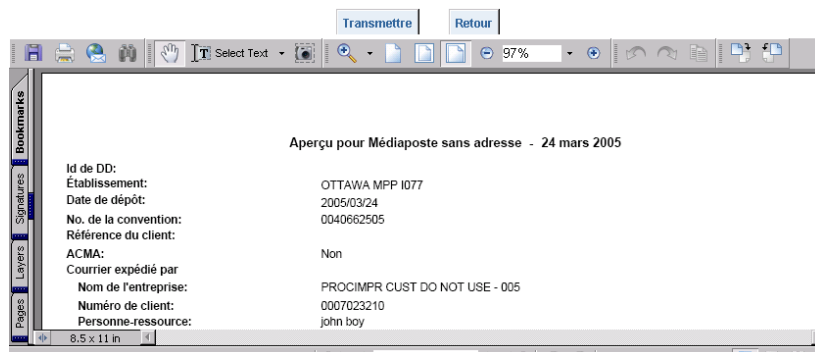 Transmettre Retour
Select Text 97%
Bookmarks
Signatures
Layers
Pages
Aperçu pour Médiaposte sans adresse - 24 mars 2005
Id de DD:
Établissement: OTTAWA MPP I077
Date de dépôt: 2005/03/24
No. de la convention: 0040662505
Référence du client:
ACMA: Non
Courrier expédié par
Nom de l'entreprise: PROCIMPR CUST DO NOT USE - 005
Numéro de client: 0007023210
Personne-ressource: john boy
8.5 x 11 in